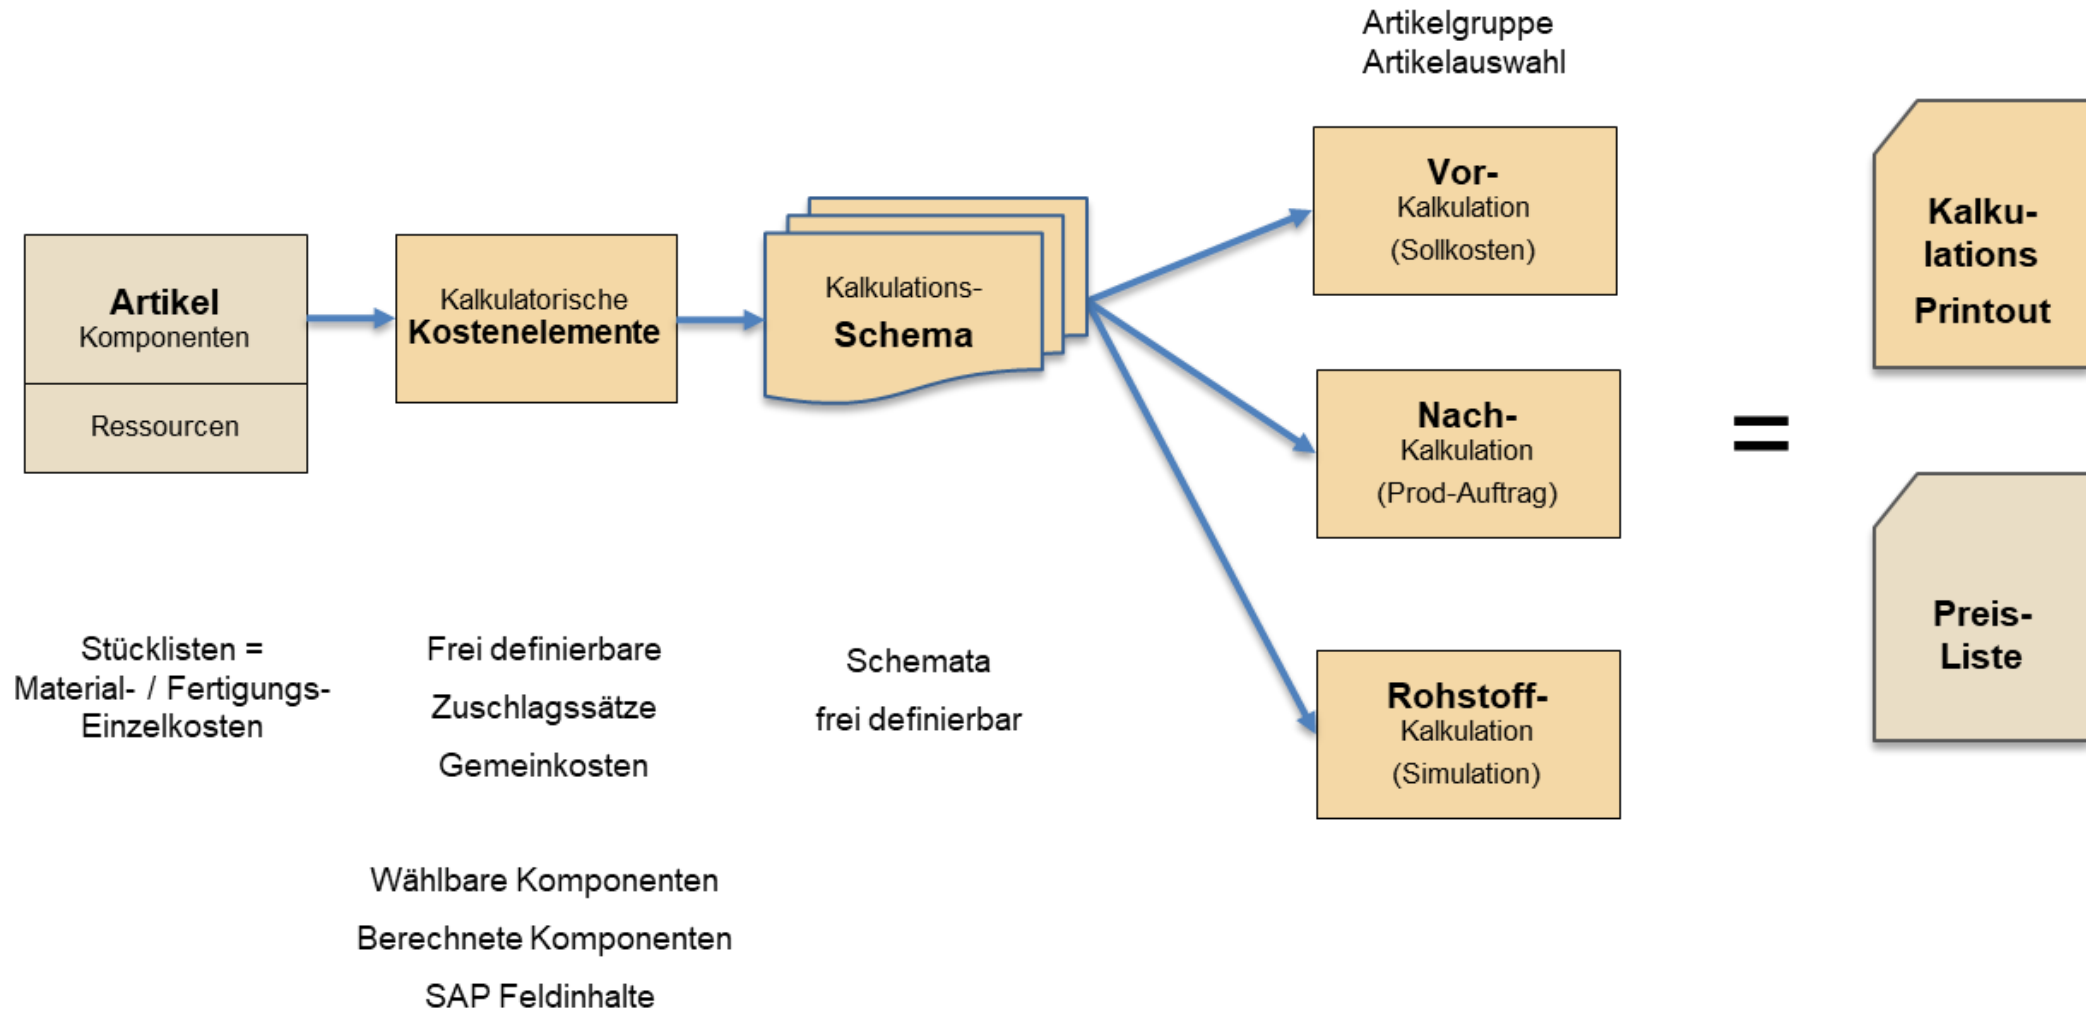 Artikelgruppe
Artikelauswahl
Artikel
Komponenten
Ressourcen
Kalkulatorische
Kostenelemente
Kalkulations-
Schema
Vor-
Kalkulation
(Sollkosten)
Nach-
Kalkulation
(Prod-Auftrag)
Rohstoff-
Kalkulation
(Simulation)
=
Kalku-
lations
Printout
Preis-
Liste
Stücklisten =
Material- / Fertigungs-
Einzelkosten
Frei definierbare
Zuschlagssätze
Gemeinkosten
Wählbare Komponenten
Berechnete Komponenten
SAP Feldinhalte
Schemata
frei definierbar